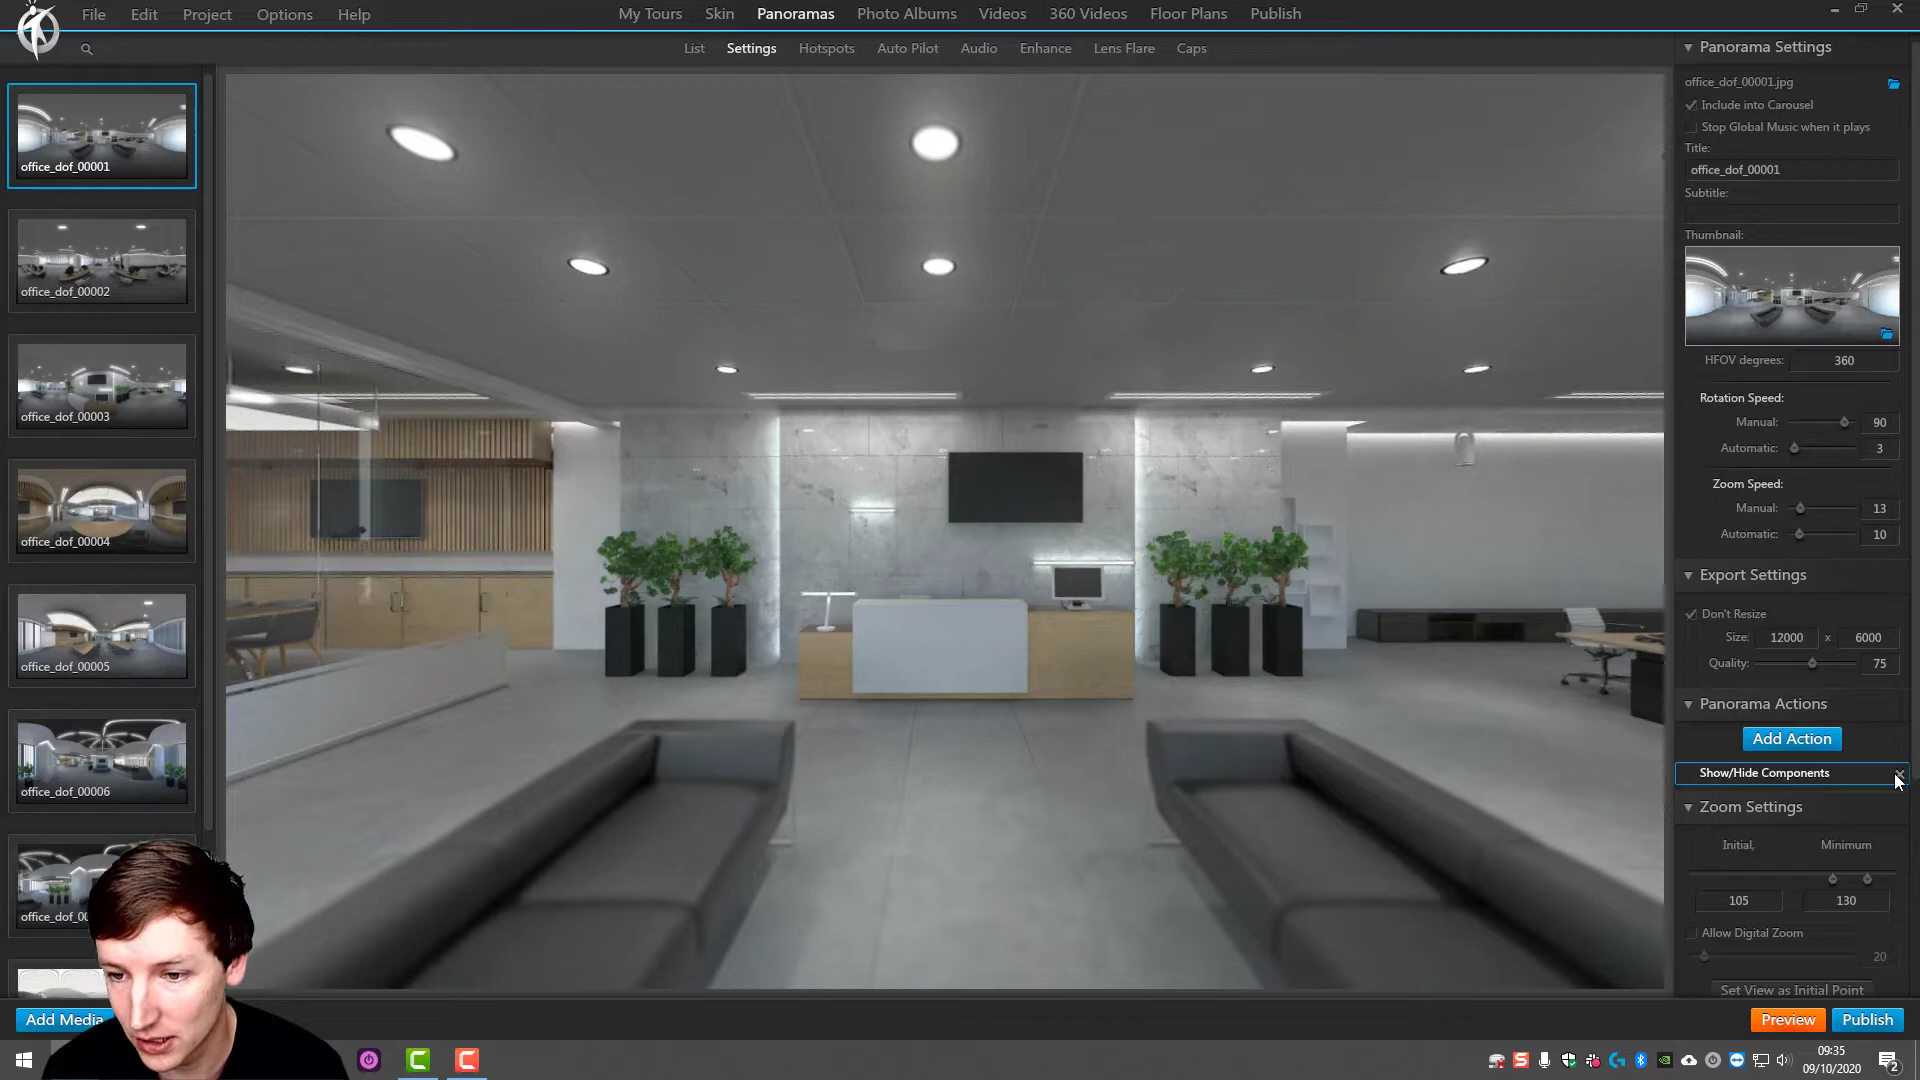 File Edit Project Options Help
My Tours Skin Panoramas Photo Albums Videos 360 Videos Floor Plans Publish
List Settings Hotspots Auto Pilot Audio Enhance Lens Flare Caps
office_dof_00001
office_dof_00002
office_dof_00003
office_dof_00004
office_dof_00005
office_dof_00006
Add Media
Panorama Settings
office_dof_00001.jpg
Include into Carousel
Stop Global Music when it plays
Title:
office_dof_00001
Subtitle:
Thumbnail:
HFOV degrees: 360
Rotation Speed:
Manual: 90
Automatic: 3
Zoom Speed:
Manual: 13
Automatic: 10
Export Settings
Don't Resize
Size: 12000 x 6000
Quality: 75
Panorama Actions
Add Action
Show/Hide Components
Zoom Settings
Initial, Minimum
105 130
Allow Digital Zoom
20
Set View as Initial Point
Preview Publish
09:35
09/10/2020
2